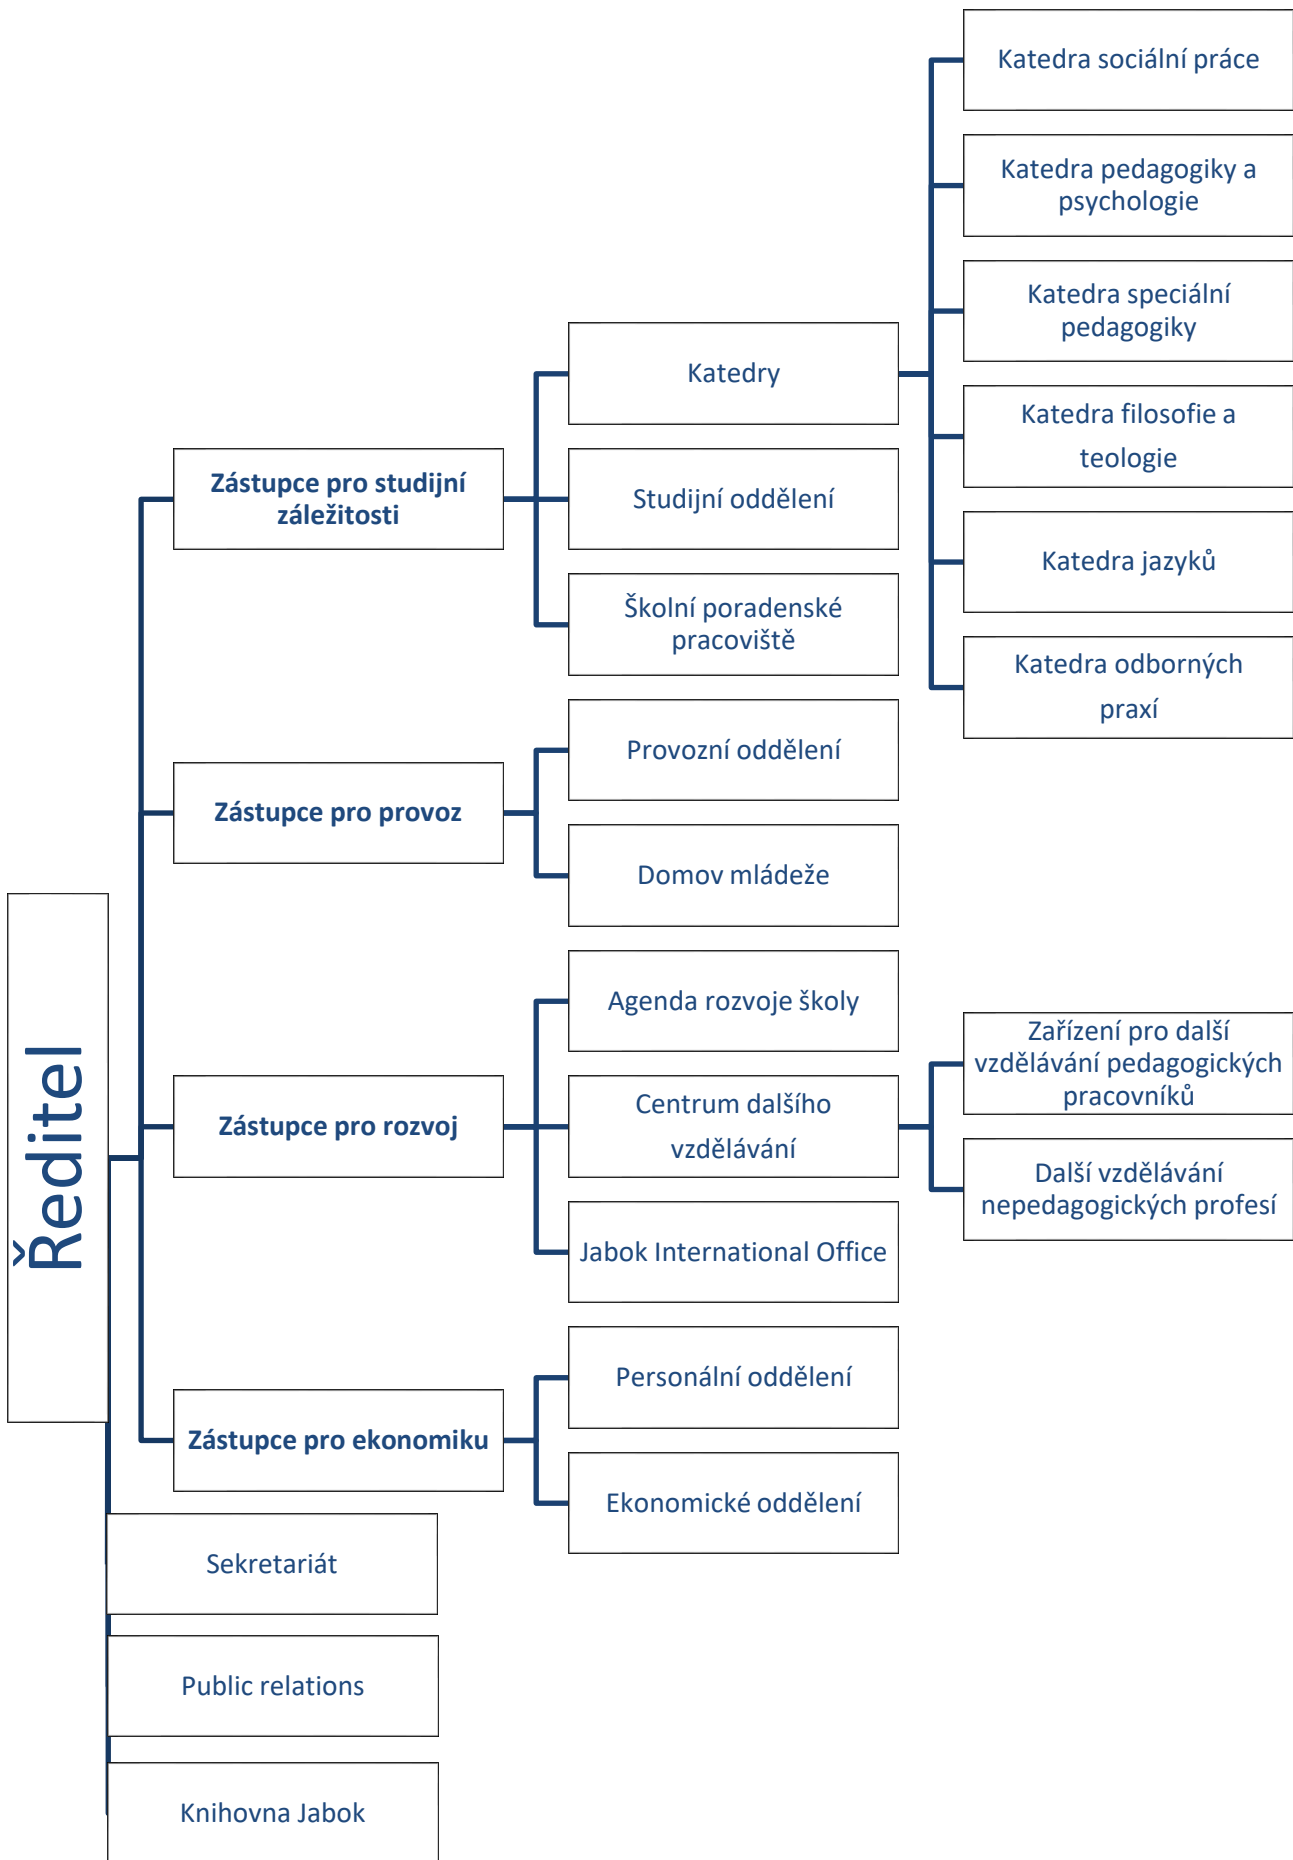 Ředitel
Zástupce pro studijní
záležitosti
Katedry
Katedra sociální práce
Katedra pedagogiky a
psychologie
Katedra speciální
pedagogiky
Katedra filosofie a
teologie
Katedra jazyků
Katedra odborných
praxí
Studijní oddělení
Školní poradenské
pracoviště
Zástupce pro provoz
Provozní oddělení
Domov mládeže
Zástupce pro rozvoj
Agenda rozvoje školy
Centrum dalšího
vzdělávání
Zařízení pro další
vzdělávání pedagogických
pracovníků
Další vzdělávání
nepedagogických profesí
Jabok International Office
Zástupce pro ekonomiku
Personální oddělení
Ekonomické oddělení
Sekretariát
Public relations
Knihovna Jabok